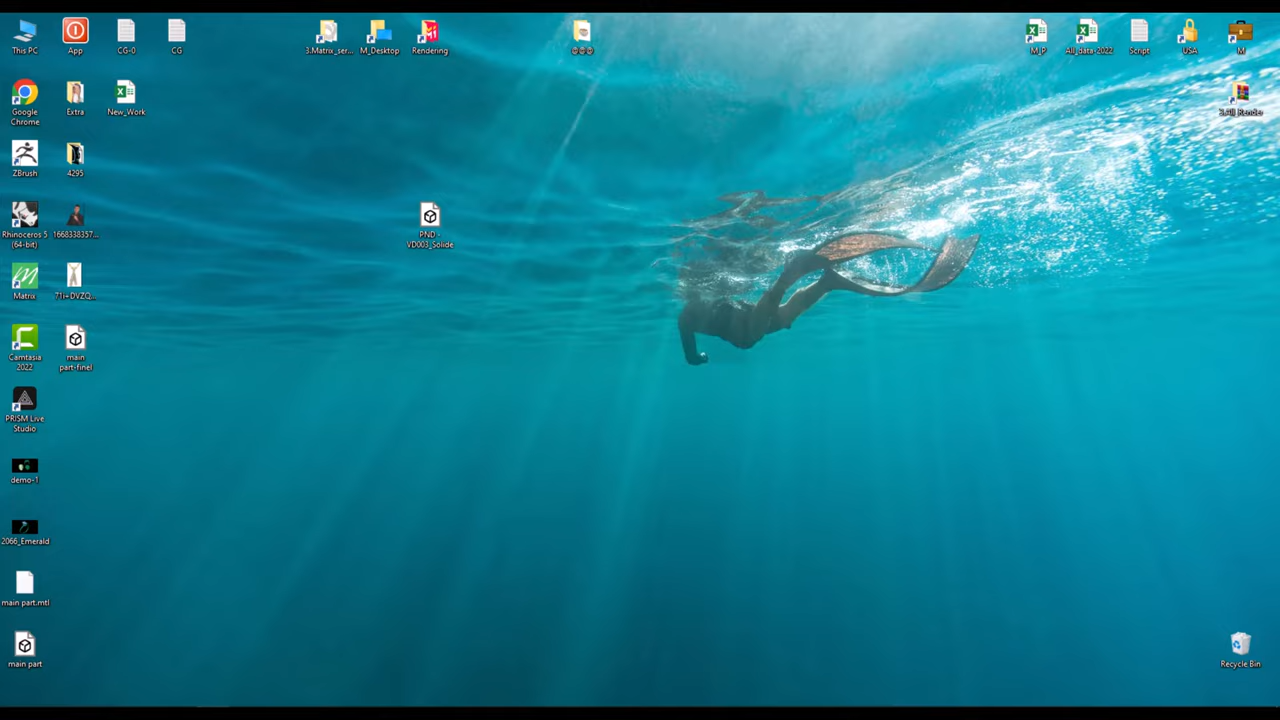 This PC
App
CG-0
CG
3.Matrix_ser...
M_Desktop
Rendering
@@@
M_P
All_data-2022
Script
USA
M
Google
Chrome
Extra
New_Work
3.All_Rende
ZBrush
4295
Rhinoceros 5
(64-bit)
1668338357...
PND -
VD003_Solide
Matrix
71i+DVZQ...
Camtasia
2022
main
part-finel
PRISM Live
Studio
demo-1
2066_Emerald
main part.mtl
main part
Recycle Bin